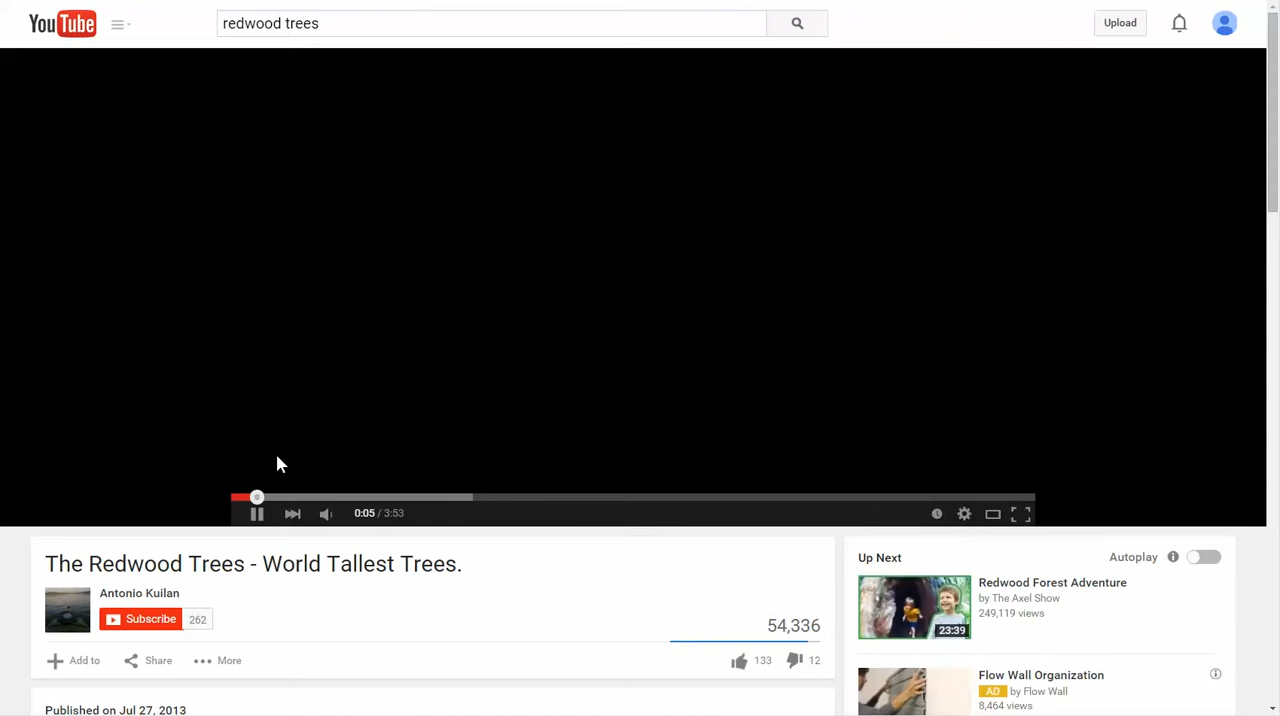 YouTube
redwood trees
Upload
0:05 / 3:53
The Redwood Trees - World Tallest Trees.
Antonio Kuilan
Subscribe 262
54,336
Add to Share More 133 12
Published on Jul 27, 2013
Up Next Autoplay
Redwood Forest Adventure
by The Axel Show
249,119 views
23:39
Flow Wall Organization
AD by Flow Wall
8,464 views